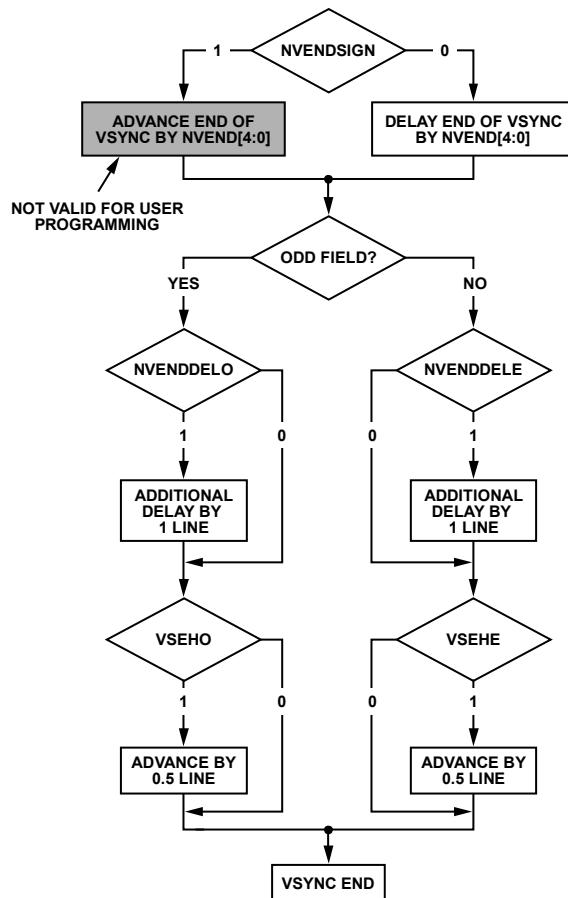 NVENDSIGN
1
0
ADVANCE END OF
VSYNC BY NVEND[4:0]
DELAY END OF VSYNC
BY NVEND[4:0]
NOT VALID FOR USER
PROGRAMMING
ODD FIELD?
YES
NO
NVENDDELO
NVENDDELE
1
0
0
1
ADDITIONAL
DELAY BY
1 LINE
ADDITIONAL
DELAY BY
1 LINE
VSEHO
VSEHE
1
0
0
1
ADVANCE BY
0.5 LINE
ADVANCE BY
0.5 LINE
VSYNC END